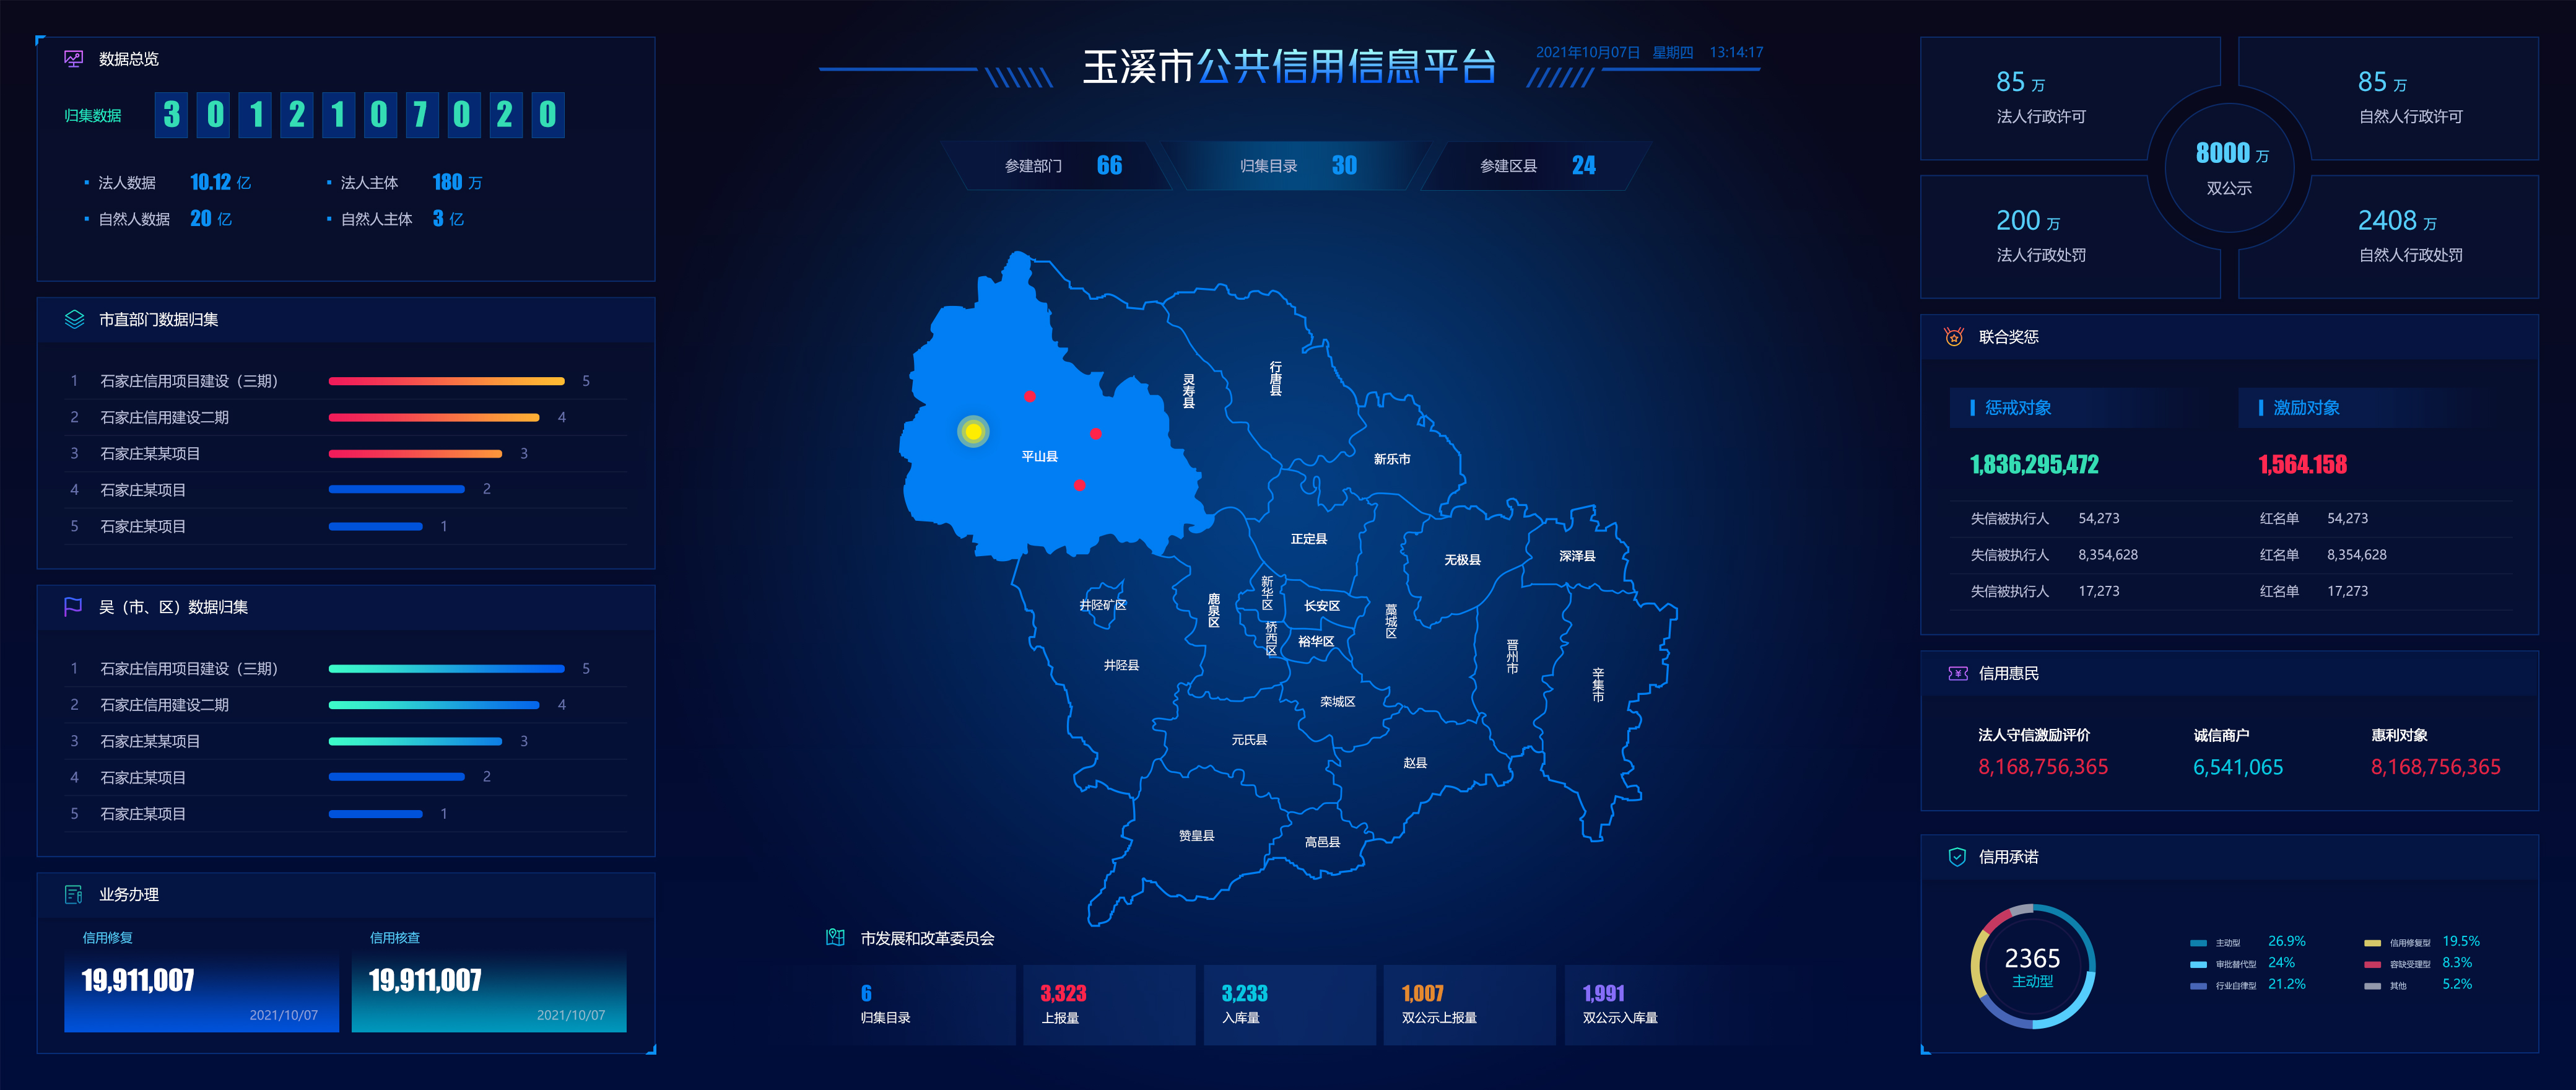 数据总览
归集数据 3012107020
法人数据 10.12 亿 法人主体 180 万
自然人数据 20 亿 自然人主体 3 亿
市直部门数据归集
1 石家庄信用项目建设（三期） 5
2 石家庄信用建设二期 4
3 石家庄某某项目 3
4 石家庄某项目 2
5 石家庄某项目 1
吴（市、区）数据归集
1 石家庄信用项目建设（三期） 5
2 石家庄信用建设二期 4
3 石家庄某某项目 3
4 石家庄某项目 2
5 石家庄某项目 1
业务办理
信用修复
19,911,007
2021/10/07
信用核查
19,911,007
2021/10/07
玉溪市公共信用信息平台
2021年10月07日 星期四 13:14:17
参建部门 66
归集目录 30
参建区县 24
灵寿县
行唐县
平山县
新乐市
正定县
无极县
深泽县
井陉矿区
鹿泉区
新华区
长安区
藁城区
桥西区
裕华区
井陉县
晋州市
辛集市
栾城区
元氏县
赵县
赞皇县
高邑县
市发展和改革委员会
6
归集目录
3,323
上报量
3,233
入库量
1,007
双公示上报量
1,991
双公示入库量
85 万
法人行政许可
85 万
自然人行政许可
8000 万
双公示
200 万
法人行政处罚
2408 万
自然人行政处罚
联合奖惩
惩戒对象
1,836,295,472
失信被执行人 54,273
失信被执行人 8,354,628
失信被执行人 17,273
激励对象
1,564.158
红名单 54,273
红名单 8,354,628
红名单 17,273
信用惠民
法人守信激励评价
8,168,756,365
诚信商户
6,541,065
惠利对象
8,168,756,365
信用承诺
2365
主动型
主动型 26.9%
审批替代型 24%
行业自律型 21.2%
信用修复型 19.5%
容缺受理型 8.3%
其他 5.2%